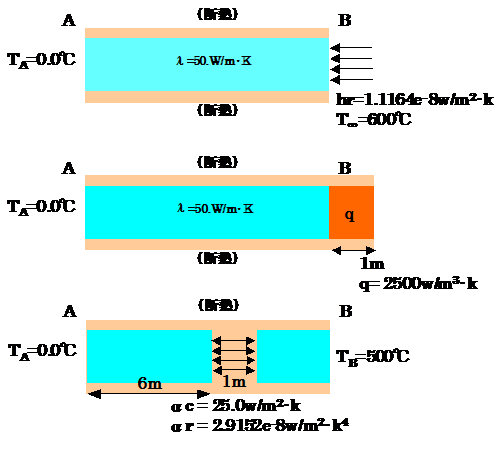 {断熱}
A
B
T_A=0.0℃
λ=50.W/m・K
{断熱}
hr=1.1164e-8w/m²-k
T∞=600℃
{断熱}
A
B
T_A=0.0℃
λ=50.W/m・K
q
{断熱}
1m
q= 2500w/m³-k
{断熱}
A
B
T_A=0.0℃
T_B=500℃
6m
1m
αc = 25.0w/m²-k
αr = 2.9152e-8w/m²-k⁴